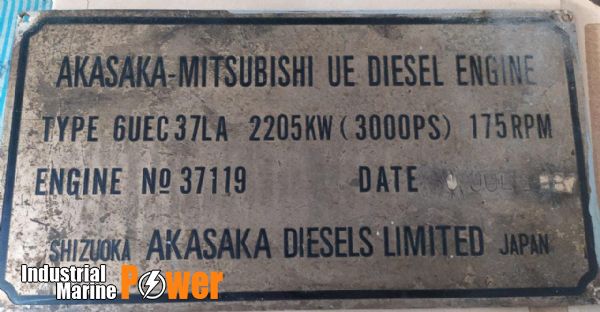 AKASAKA-MITSUBISHI UE DIESEL ENGINE
TYPE 6UEC37LA 2205KW (3000PS) 175RPM
ENGINE No 37119 DATE
SHIZUOKA AKASAKA DIESELS LIMITED JAPAN
Industrial
Marine Power